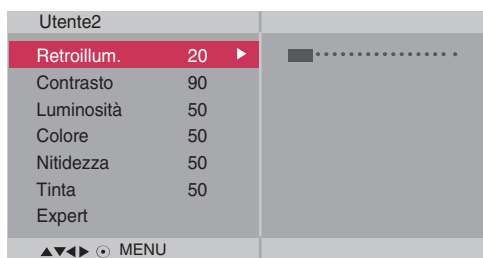 Utente2
Retroillum. 20
Contrasto 90
Luminosità 50
Colore 50
Nitidezza 50
Tinta 50
Expert
MENU